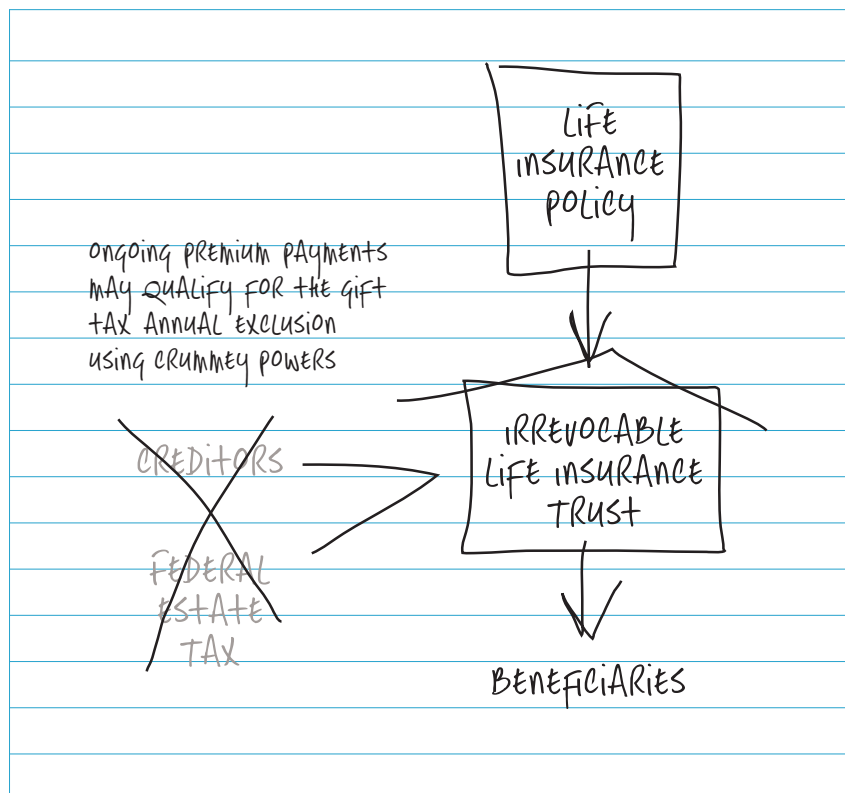 LIFE
INSURANCE
POLICY
ONGOING PREMIUM PAYMENTS
MAY QUALIFY FOR THE GIFT
TAX ANNUAL EXCLUSION
USING CRUMMEY POWERS
CREDITORS
FEDERAL
ESTATE
TAX
IRREVOCABLE
LIFE INSURANCE
TRUST
BENEFICIARIES